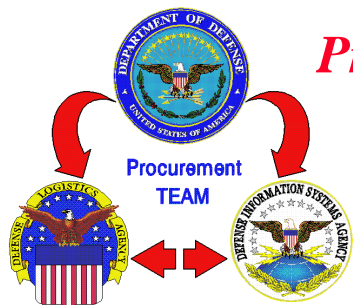 DEPARTMENT OF DEFENSE
UNITED STATES OF AMERICA
Procurement
TEAM
DEFENSE LOGISTICS AGENCY
DEFENSE INFORMATION SYSTEMS AGENCY